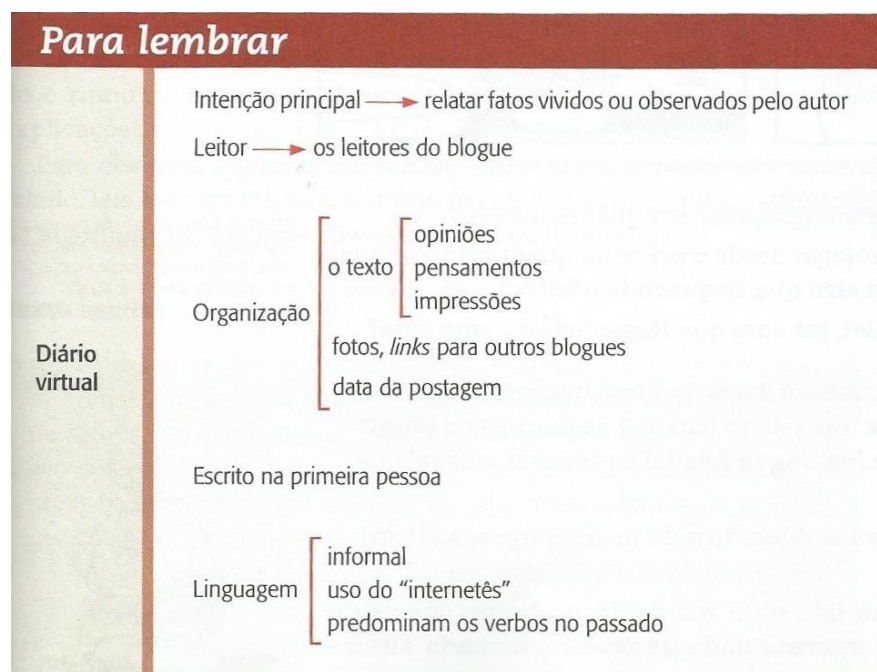 Para lembrar
Intenção principal → relatar fatos vividos ou observados pelo autor
Leitor → os leitores do blogue
Diário
virtual
Organização
o texto
opiniões
pensamentos
impressões
fotos, links para outros blogues
data da postagem
Escrito na primeira pessoa
Linguagem
informal
uso do “internetês”
predominam os verbos no passado